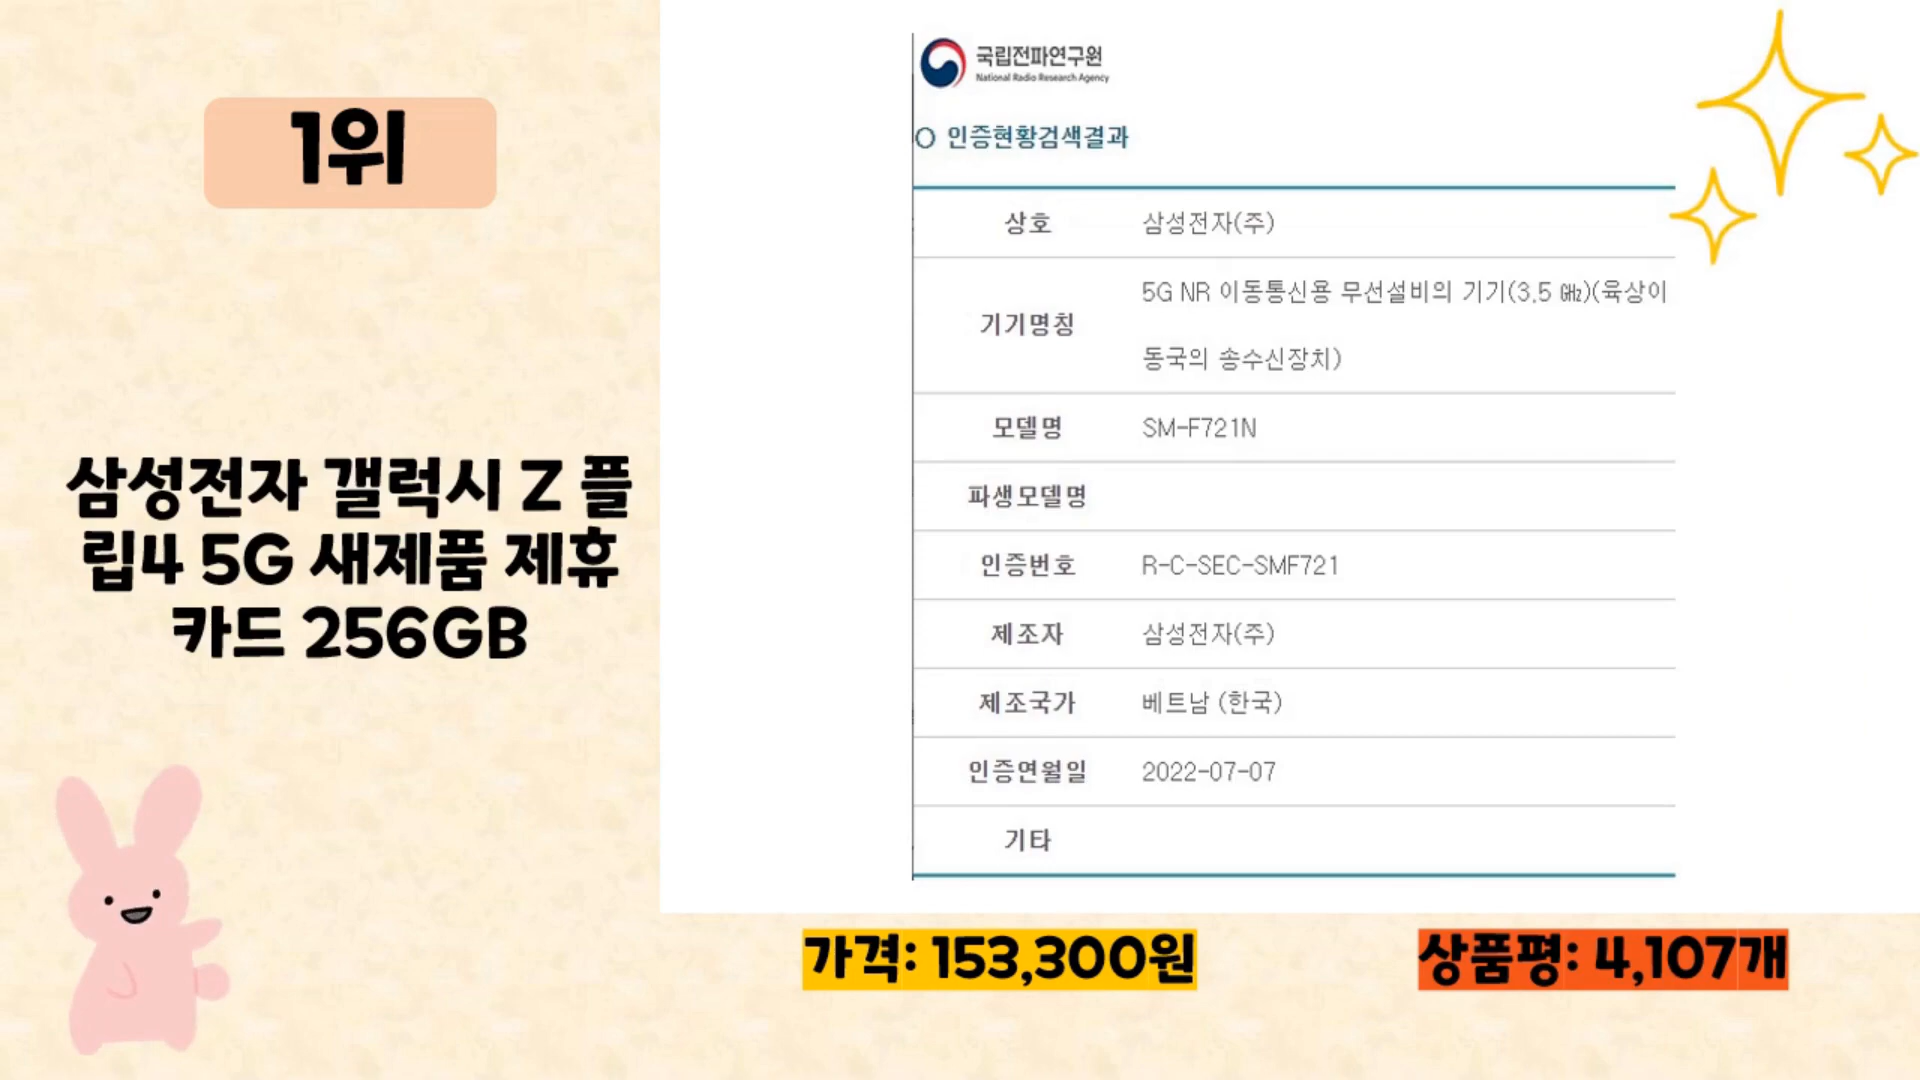 1위
삼성전자 갤럭시 Z 플
립4 5G 새제품 제휴
카드 256GB
국립전파연구원
National Radio Research Agency
○ 인증현황검색결과
상호 삼성전자(주)
기기명칭 5G NR 이동통신용 무선설비의 기기(3.5 ㎓)(육상이
동국의 송수신장치)
모델명 SM-F721N
파생모델명
인증번호 R-C-SEC-SMF721
제조자 삼성전자(주)
제조국가 베트남 (한국)
인증연월일 2022-07-07
기타
가격: 153,300원
상품평: 4,107개